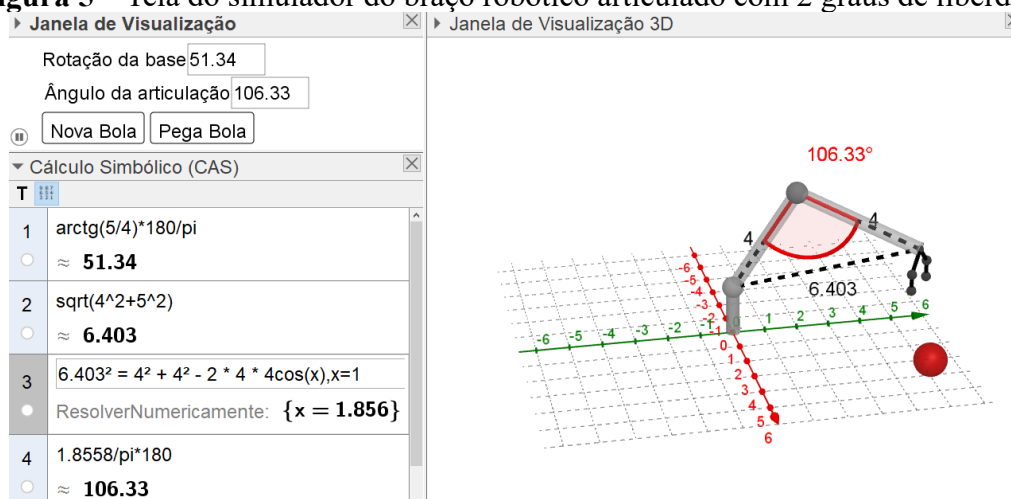 gura 3 – Tela do simulador do braço robótico articulado com 2 graus de liberd
Janela de Visualização
Rotação da base 51.34
Ângulo da articulação 106.33
Nova Bola Pega Bola
Cálculo Simbólico (CAS)
T
1 arctg(5/4)*180/pi
≈ 51.34
2 sqrt(4^2+5^2)
≈ 6.403
3 6.403² = 4² + 4² - 2 * 4 * 4cos(x),x=1
ResolverNumericamente: {x = 1.856}
4 1.8558/pi*180
≈ 106.33
Janela de Visualização 3D
106.33°
4
4
6.403
-6 -5 -4 -3 -2 -1 0 1 2 3 4 5 6
-6
-5
-4
-3
-2
-1
0
1
2
3
4
5
6